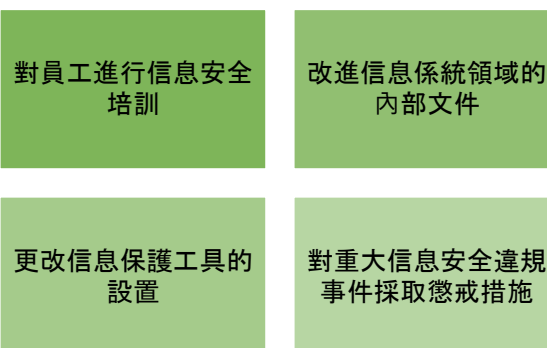 對員工進行信息安全
培訓
改進信息係統領域的
內部文件
更改信息保護工具的
設置
對重大信息安全違規
事件採取懲戒措施